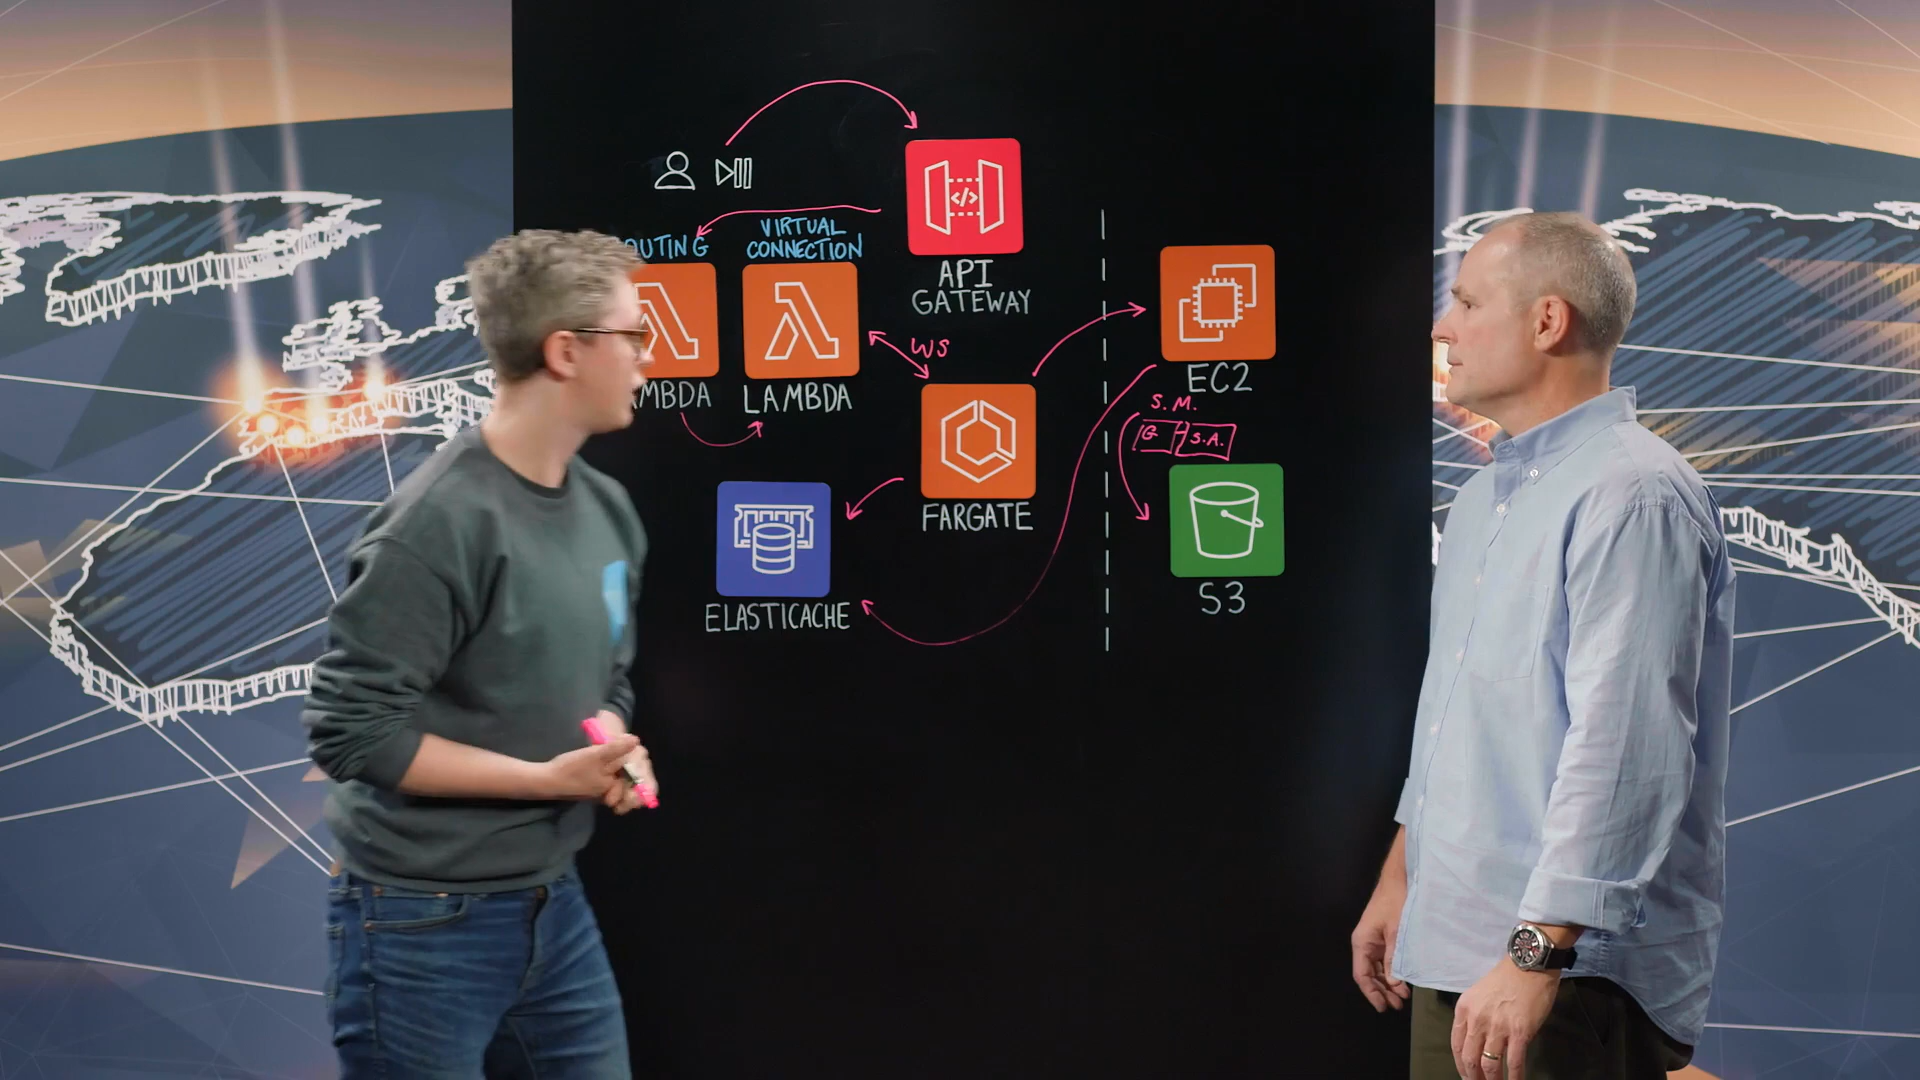 VIRTUAL
CONNECTION
OUTING
</>
API
GATEWAY
WS
MBDA
LAMBDA
EC2
S.M.
G
S.A.
FARGATE
ELASTICACHE
S3